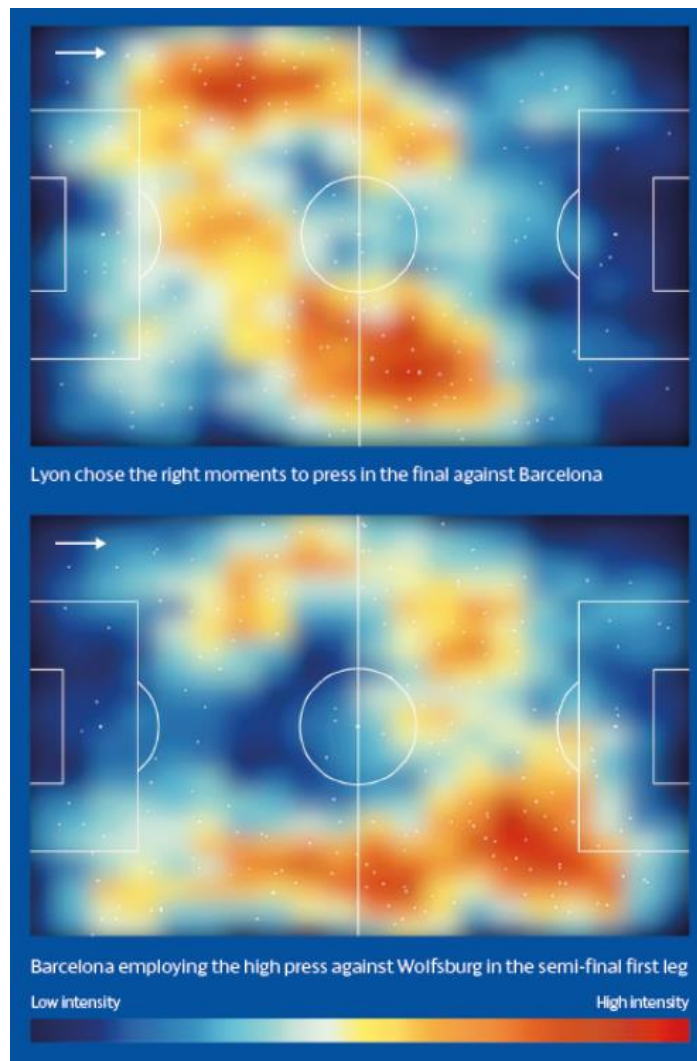 Lyon chose the right moments to press in the final against Barcelona
Barcelona employing the high press against Wolfsburg in the semi-final first leg
Low intensity
High intensity